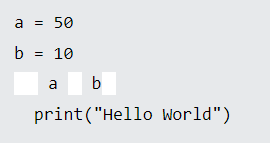 a = 50
b = 10
a b
print("Hello World")